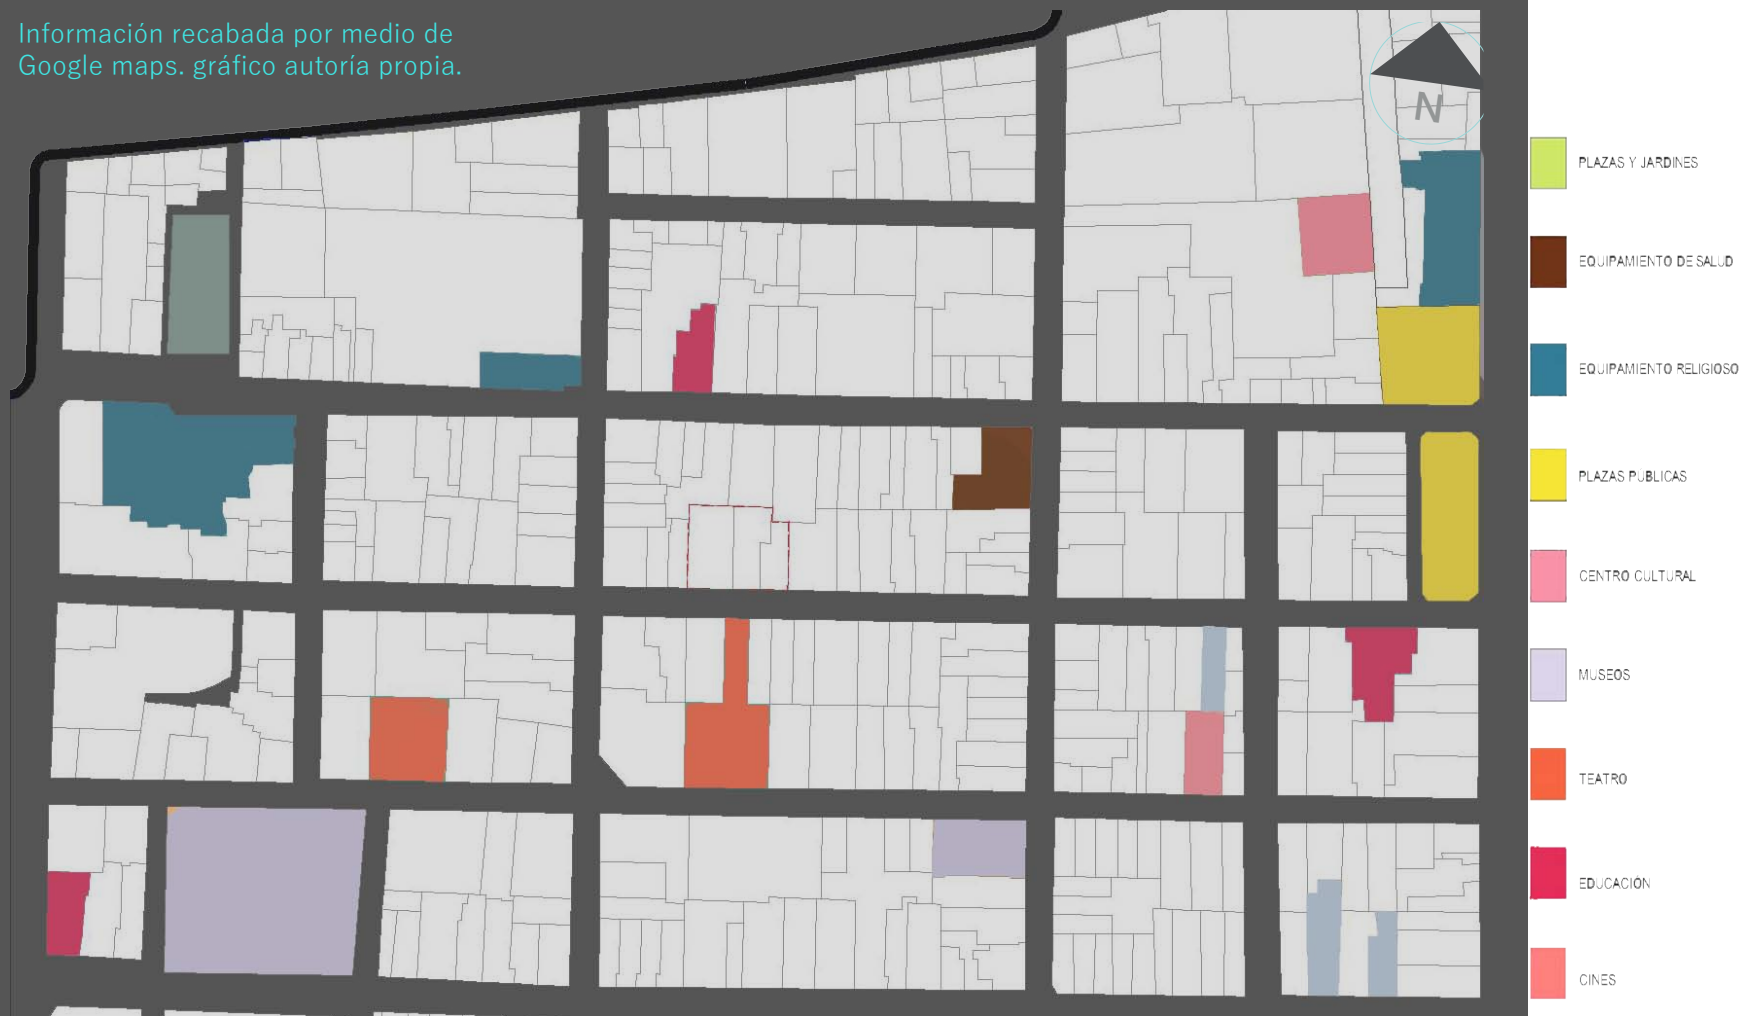 Información recabada por medio de
Google maps. gráfico autoría propia.
N
PLAZAS Y JARDINES
EQUIPAMIENTO DE SALUD
EQUIPAMIENTO RELIGIOSO
PLAZAS PUBLICAS
CENTRO CULTURAL
MUSEOS
TEATRO
EDUCACIÓN
CINES